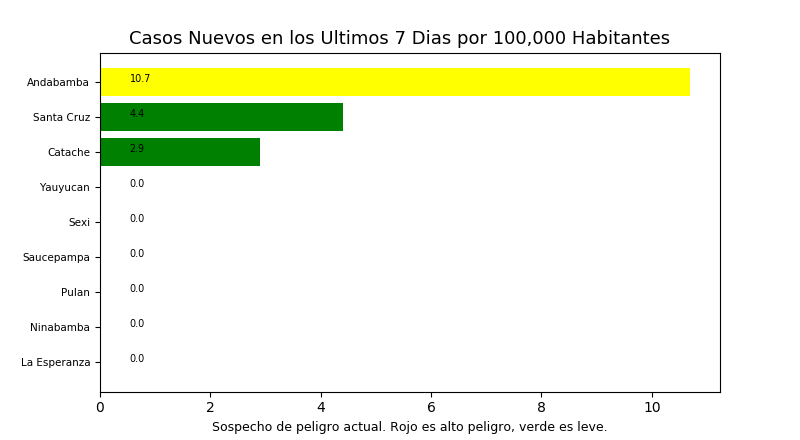 Casos Nuevos en los Ultimos 7 Dias por 100,000 Habitantes
Andabamba 10.7
Santa Cruz 4.4
Catache 2.9
Yauyucan 0.0
Sexi 0.0
Saucepampa 0.0
Pulan 0.0
Ninabamba 0.0
La Esperanza 0.0
0 2 4 6 8 10
Sospecho de peligro actual. Rojo es alto peligro, verde es leve.